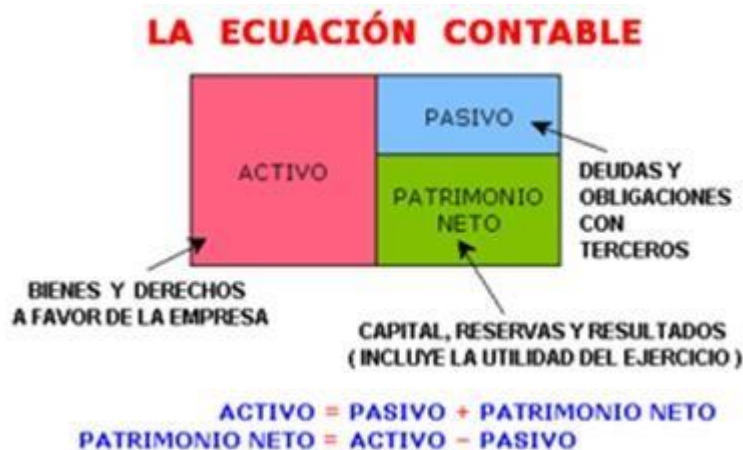 LA ECUACIÓN CONTABLE
PASIVO
ACTIVO
PATRIMONIO
NETO
DEUDAS Y
OBLIGACIONES
CON
TERCEROS
BIENES Y DERECHOS
A FAVOR DE LA EMPRESA
CAPITAL, RESERVAS Y RESULTADOS
( INCLUYE LA UTILIDAD DEL EJERCICIO )
ACTIVO = PASIVO + PATRIMONIO NETO
PATRIMONIO NETO = ACTIVO - PASIVO